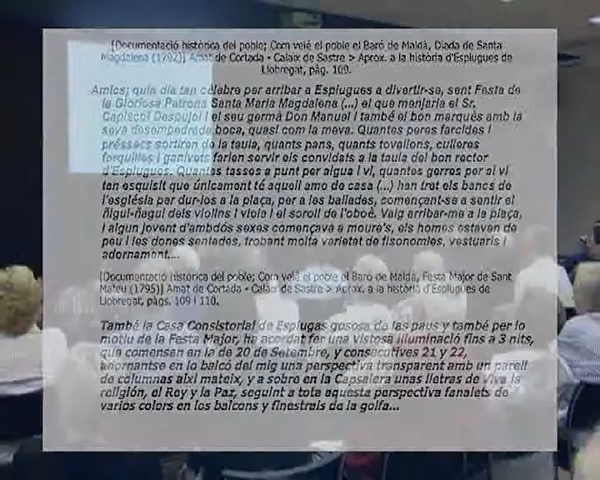 [Documentació històrica del poble; Com veié el poble el Baró de Maldà, Diada de Santa
Magdalena (1792)] Amat de Cortada - Calaix de Sastre > Aprox. a la història d'Esplugues de
Llobregat, pàg. 109.
Amics; quin dia tan célebre per arribar a Esplugues a divertir-se, sent Festa de
la Gloriosa Patrona Santa Maria Magdalena (...) el que menjaria el Sr.
Capiscol Despujol i el seu germà Don Manuel i també el bon marquès amb la
seva desempedrada boca, quasi com la meva. Quantes peres farcides i
préssecs sortiren de la taula, quants pans, quants tovallons, culleres
forquilles i ganivets farien servir els convidats a la taula del bon rector
d'Esplugues. Quantes tasses a punt per aigua i vi, quantes gerres per al vi
tan esquisit que únicament té aquell amo de casa (...) han tret els bancs de
l'església per dur-los a la plaça, per a les ballades, començant-se a sentir el
ñigui-ñagui dels violins i viola i el soroll de l'oboè. Vaig arribar-me a la plaça,
i algun jovent d'ambdós sexes començava a moure's, els homes estaven de
peu i les dones sentades, trobant molta varietat de fisonomies, vestuaris i
adornament....
[Documentació històrica del poble; Com veié el poble el Baró de Maldà, Festa Major de Sant
Mateu (1795)] Amat de Cortada - Calaix de Sastre > Aprox. a la història d'Esplugues de
Llobregat, pàgs. 109 i 110.
També la Casa Consistorial de Esplugas gososa de las paus y també per lo
motiu de la Festa Major, ha acordat fer una vistosa illuminació fins a 3 nits,
que comensan en la de 20 de Setembre, y consecutives 21 y 22,
adornantse en lo balcó del mig una perspectiva transparent amb un parell
de columnas aixi mateix, y a sobre en la Capsalera unas lletras de Viva la
religión, el Rey y la Paz, seguint a tota aquesta perspectiva fanalets de
varios colors en los balcons y finestrals de la golfa...